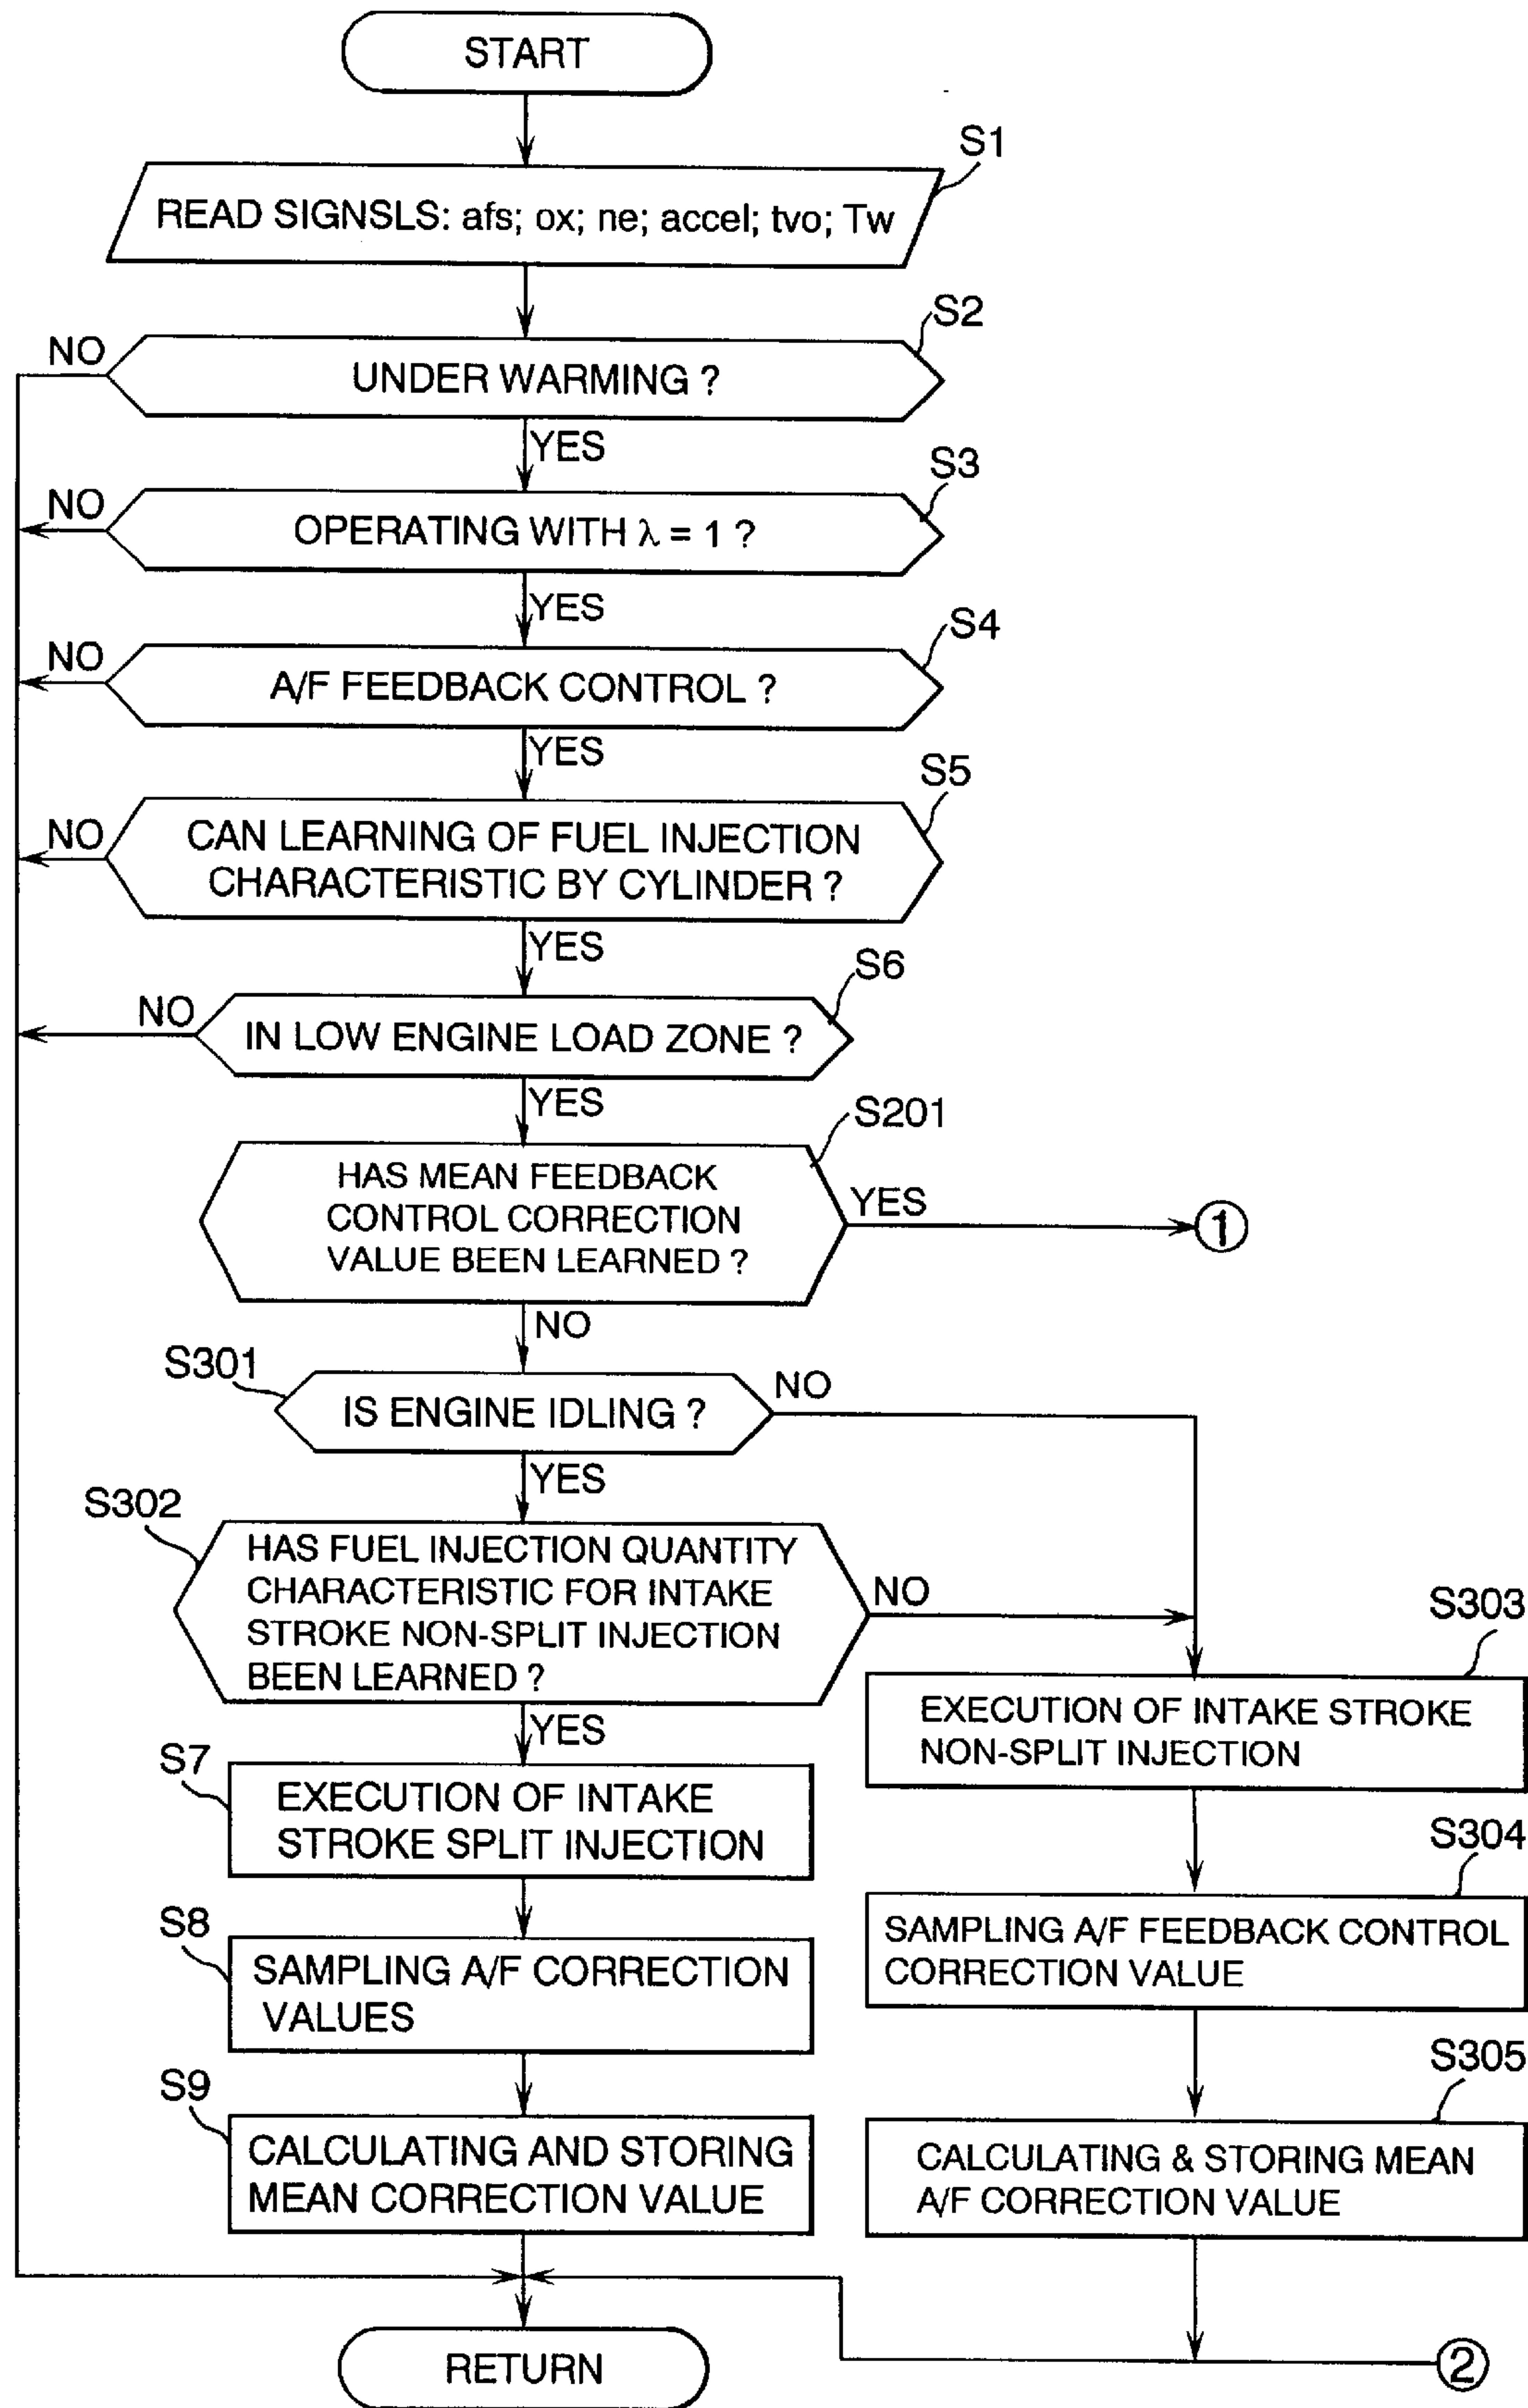 START
S1
READ SIGNSLS: afs; ox; ne; accel; tvo; Tw
S2
NO
UNDER WARMING ?
YES
S3
NO
OPERATING WITH λ = 1 ?
YES
S4
NO
A/F FEEDBACK CONTROL ?
YES
S5
NO
CAN LEARNING OF FUEL INJECTION
CHARACTERISTIC BY CYLINDER ?
YES
S6
NO
IN LOW ENGINE LOAD ZONE ?
YES
S201
HAS MEAN FEEDBACK
CONTROL CORRECTION
VALUE BEEN LEARNED ?
YES
1
NO
S301
IS ENGINE IDLING ?
NO
YES
S302
HAS FUEL INJECTION QUANTITY
CHARACTERISTIC FOR INTAKE
STROKE NON-SPLIT INJECTION
BEEN LEARNED ?
NO
YES
S303
EXECUTION OF INTAKE STROKE
NON-SPLIT INJECTION
S7
EXECUTION OF INTAKE
STROKE SPLIT INJECTION
S304
SAMPLING A/F FEEDBACK CONTROL
CORRECTION VALUE
S8
SAMPLING A/F CORRECTION
VALUES
S305
CALCULATING & STORING MEAN
A/F CORRECTION VALUE
S9
CALCULATING AND STORING
MEAN CORRECTION VALUE
RETURN
2